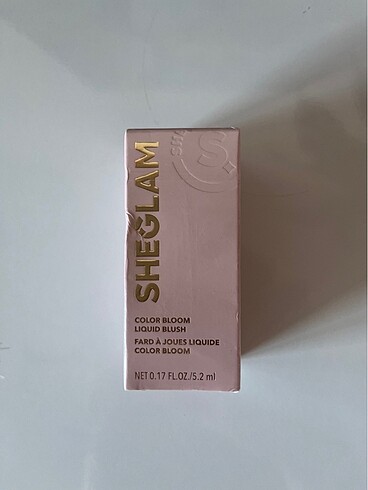 SHEGLAM
COLOR BLOOM
LIQUID BLUSH
FARD À JOUES LIQUIDE
COLOR BLOOM
NET 0.17 FL.OZ./5.2 ml